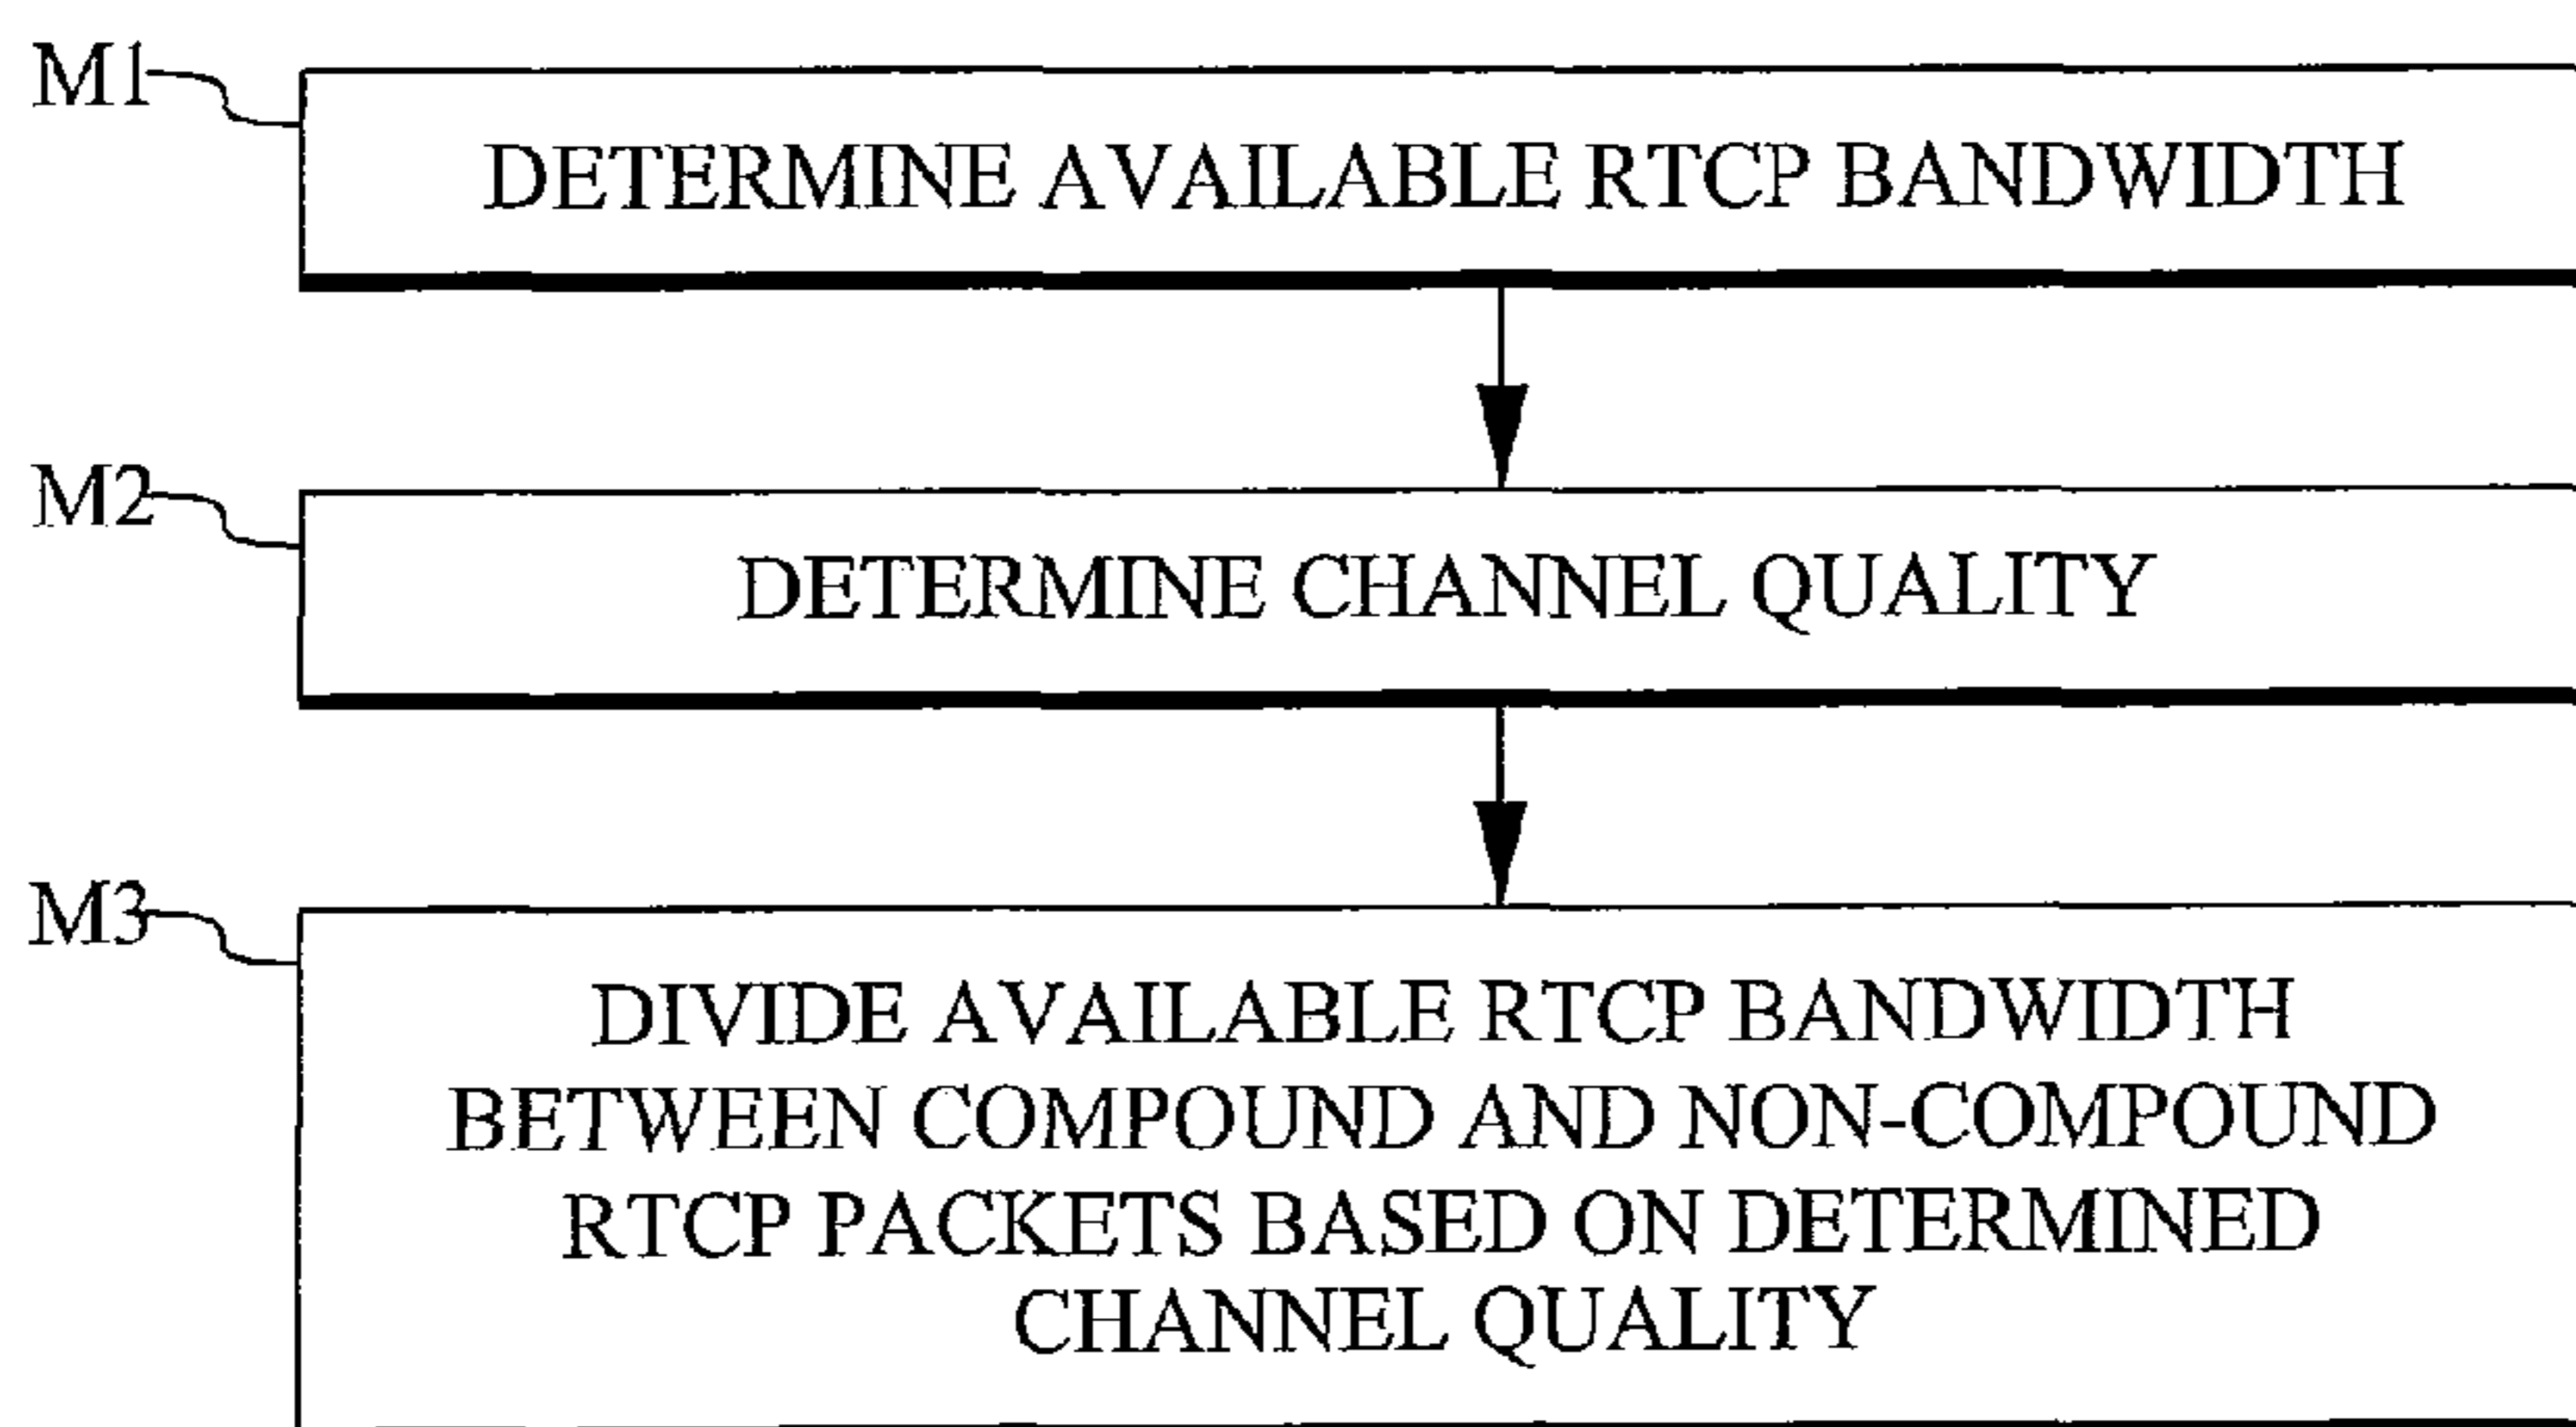 M1
DETERMINE AVAILABLE RTCP BANDWIDTH
M2
DETERMINE CHANNEL QUALITY
M3
DIVIDE AVAILABLE RTCP BANDWIDTH
BETWEEN COMPOUND AND NON-COMPOUND
RTCP PACKETS BASED ON DETERMINED
CHANNEL QUALITY